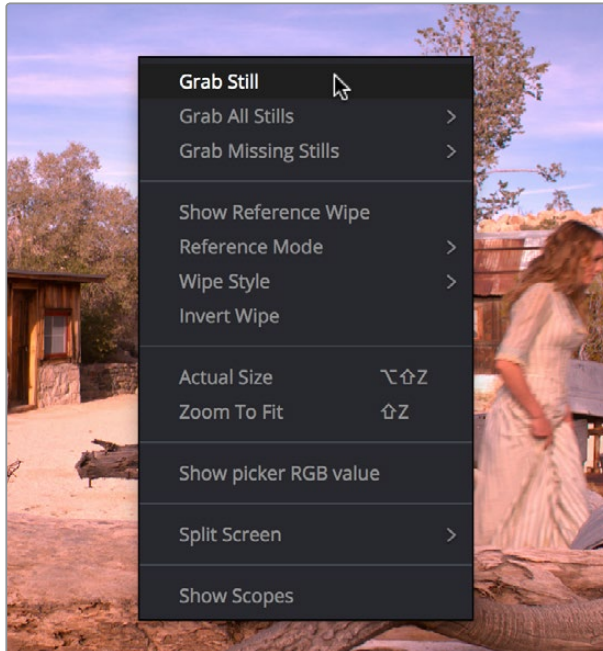 Grab Still
Grab All Stills >
Grab Missing Stills >
Show Reference Wipe
Reference Mode >
Wipe Style >
Invert Wipe
Actual Size ⌥⇧Z
Zoom To Fit ⇧Z
Show picker RGB value
Split Screen >
Show Scopes